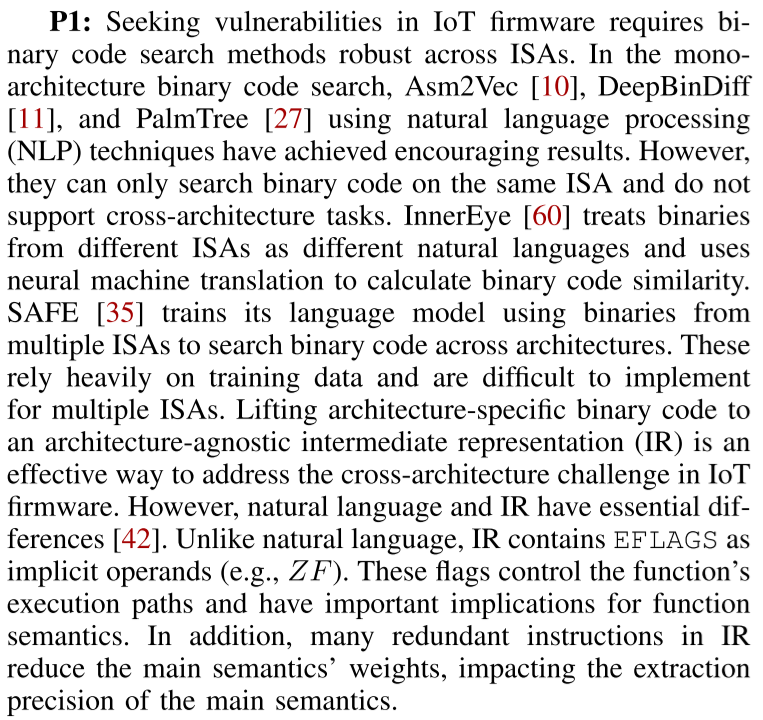 P1: Seeking vulnerabilities in IoT firmware requires bi-
nary code search methods robust across ISAs. In the mono-
architecture binary code search, Asm2Vec [10], DeepBinDiff
[11], and PalmTree [27] using natural language processing
(NLP) techniques have achieved encouraging results. However,
they can only search binary code on the same ISA and do not
support cross-architecture tasks. InnerEye [60] treats binaries
from different ISAs as different natural languages and uses
neural machine translation to calculate binary code similarity.
SAFE [35] trains its language model using binaries from
multiple ISAs to search binary code across architectures. These
rely heavily on training data and are difficult to implement
for multiple ISAs. Lifting architecture-specific binary code to
an architecture-agnostic intermediate representation (IR) is an
effective way to address the cross-architecture challenge in IoT
firmware. However, natural language and IR have essential dif-
ferences [42]. Unlike natural language, IR contains EFLAGS as
implicit operands (e.g., ZF). These flags control the function's
execution paths and have important implications for function
semantics. In addition, many redundant instructions in IR
reduce the main semantics' weights, impacting the extraction
precision of the main semantics.